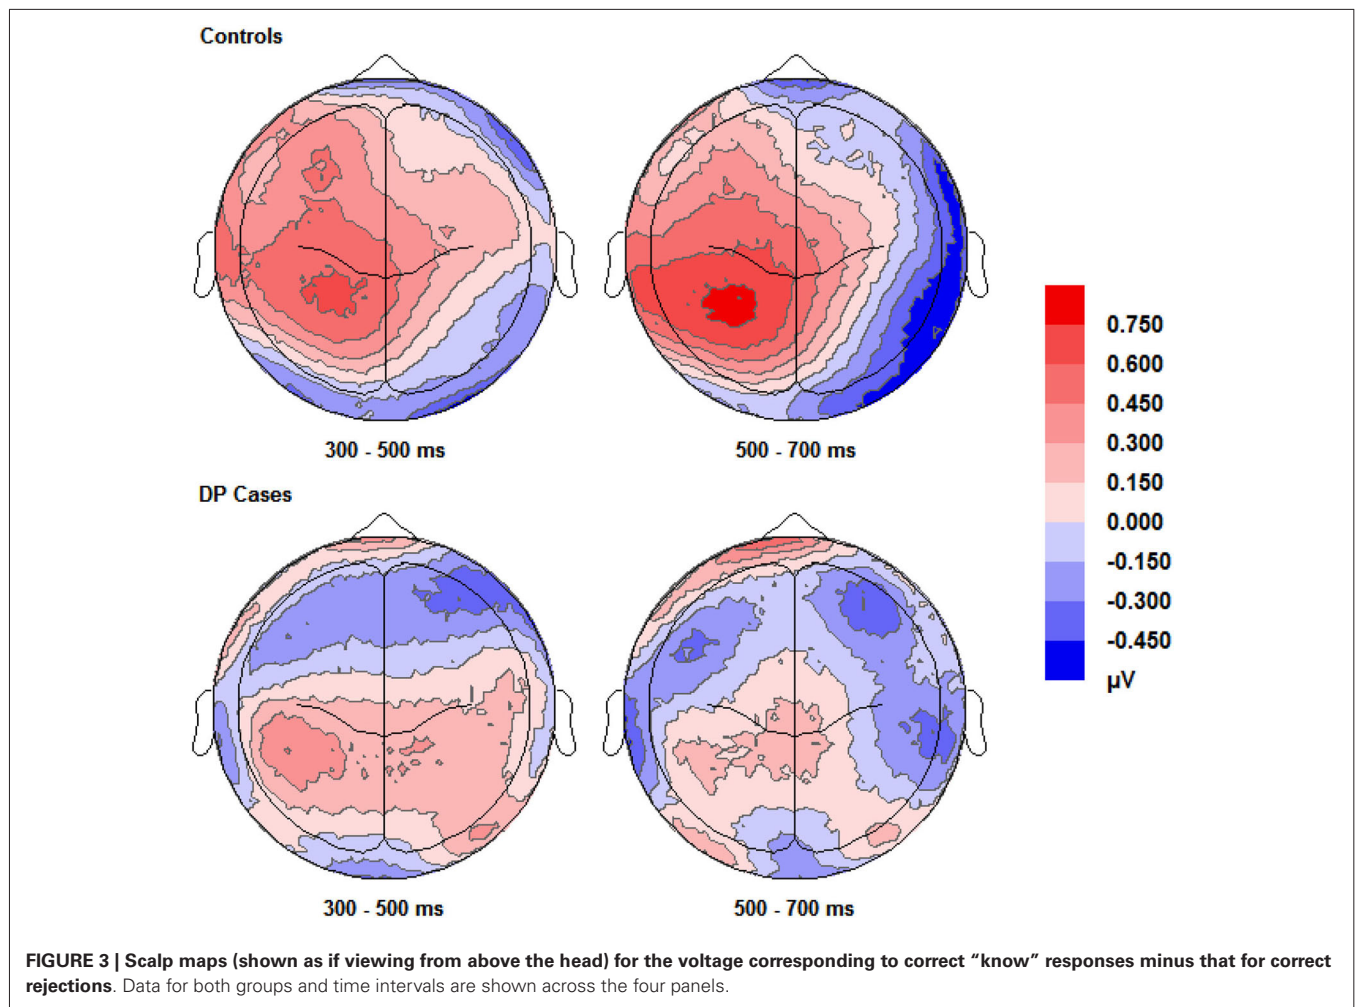 Controls
300 - 500 ms
500 - 700 ms
0.750
0.600
0.450
0.300
0.150
0.000
-0.150
-0.300
-0.450
µV
DP Cases
300 - 500 ms
500 - 700 ms
FIGURE 3 | Scalp maps (shown as if viewing from above the head) for the voltage corresponding to correct “know” responses minus that for correct
rejections. Data for both groups and time intervals are shown across the four panels.